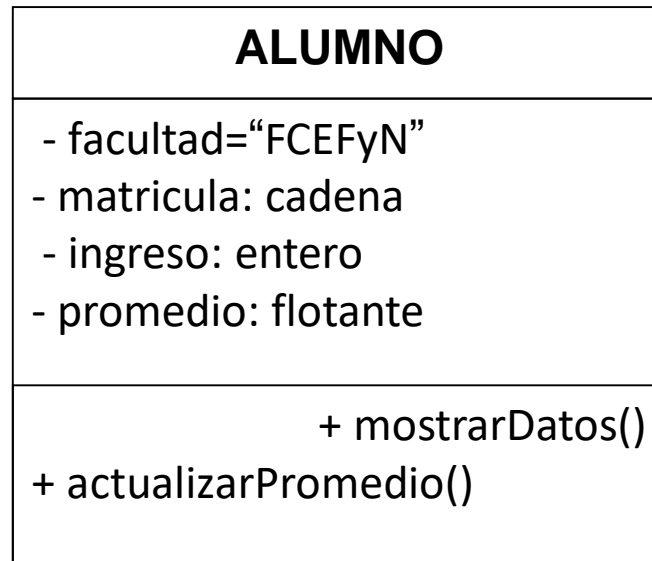 ALUMNO
- facultad=“FCEFyN”
- matricula: cadena
- ingreso: entero
- promedio: flotante
+ mostrarDatos()
+ actualizarPromedio()